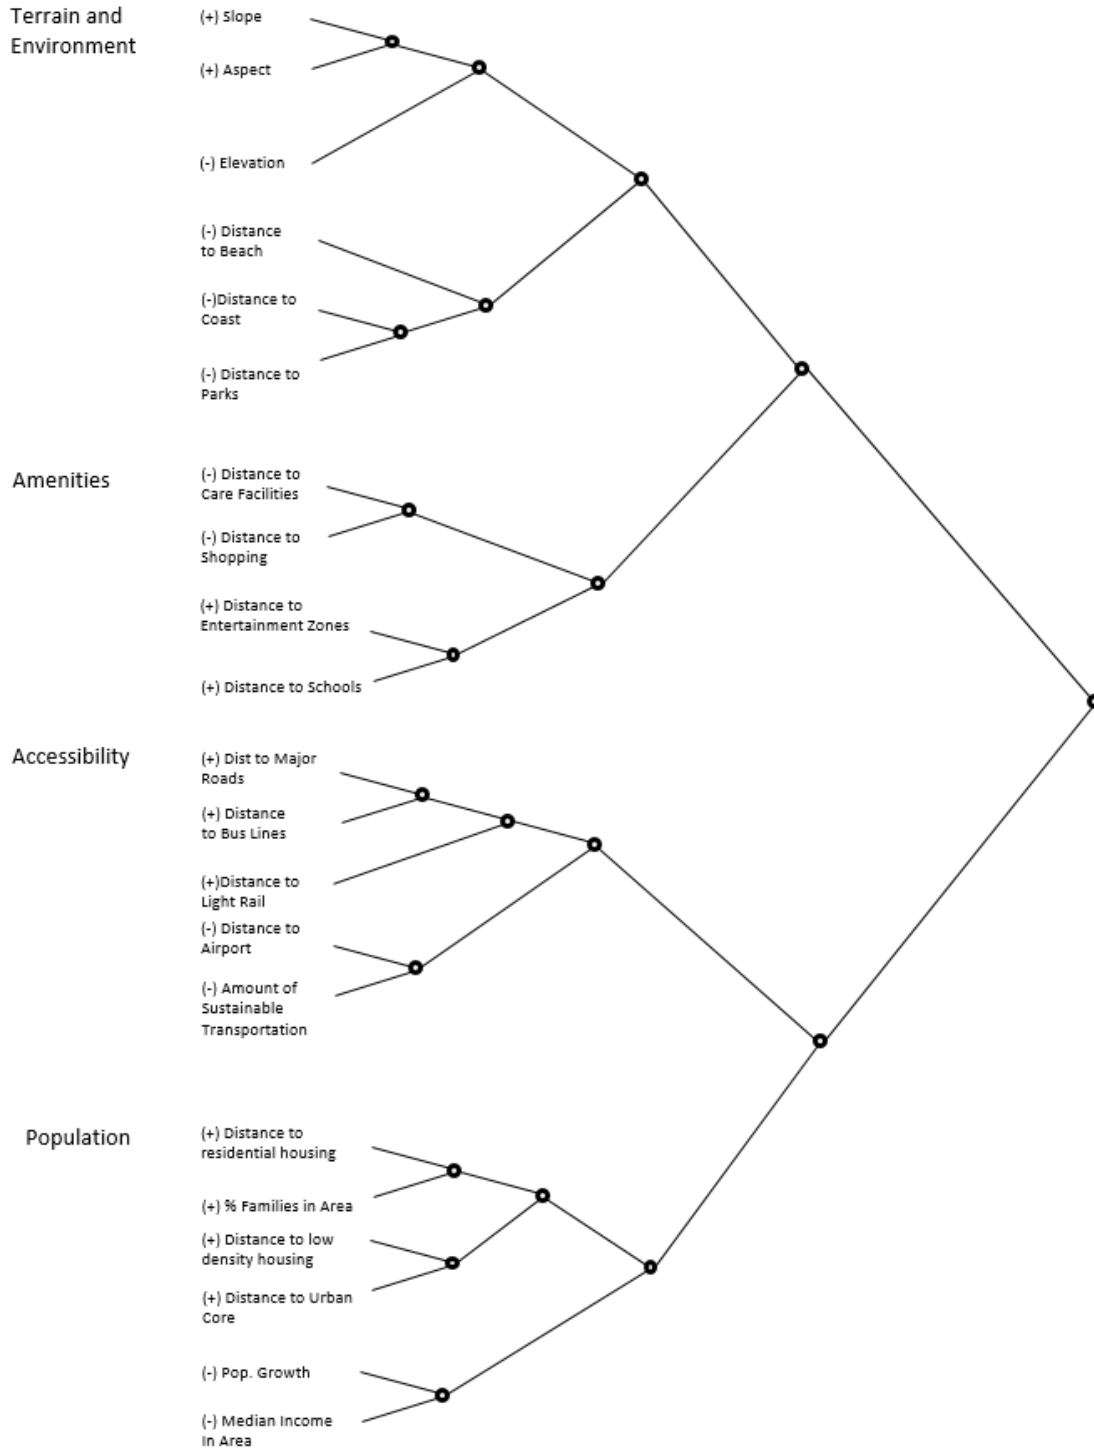 Terrain and
Environment
(+) Slope
(+) Aspect
(-) Elevation
(-) Distance
to Beach
(-)Distance to
Coast
(-) Distance to
Parks
Amenities
(-) Distance to
Care Facilities
(-) Distance to
Shopping
(+) Distance to
Entertainment Zones
(+) Distance to Schools
Accessibility
(+) Dist to Major
Roads
(+) Distance
to Bus Lines
(+)Distance to
Light Rail
(-) Distance to
Airport
(-) Amount of
Sustainable
Transportation
Population
(+) Distance to
residential housing
(+) % Families in Area
(+) Distance to low
density housing
(+) Distance to Urban
Core
(-) Pop. Growth
(-) Median Income
In Area